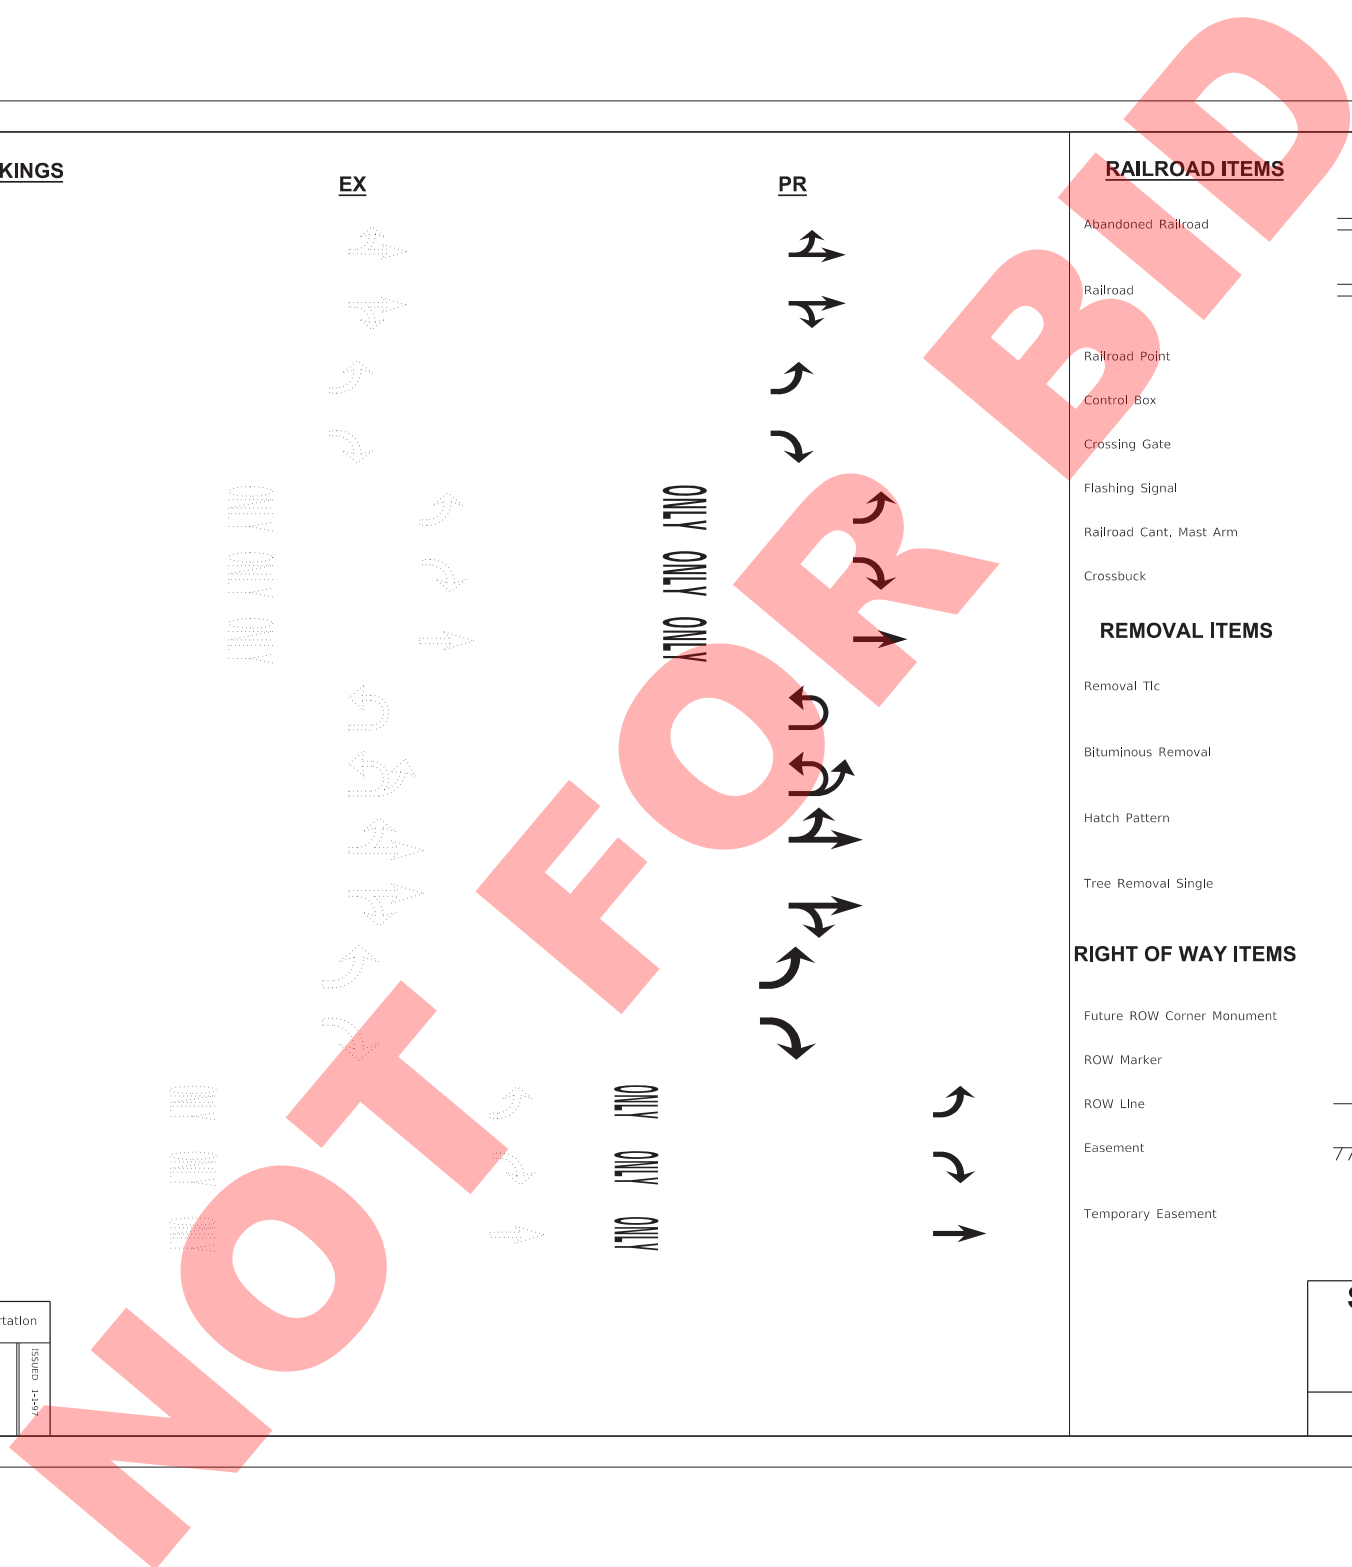 KINGS
EX
PR
ONLY
ONLY
ONLY
ONLY
ONLY
ONLY
ONLY
ONLY
ONLY
ONLY
ONLY
ONLY
RAILROAD ITEMS
Abandoned Railroad
Railroad
Railroad Point
Control Box
Crossing Gate
Flashing Signal
Railroad Cant. Mast Arm
Crossbuck
REMOVAL ITEMS
Removal Tic
Bituminous Removal
Hatch Pattern
Tree Removal Single
RIGHT OF WAY ITEMS
Future ROW Corner Monument
ROW Marker
ROW Line
Easement
Temporary Easement
rtation
ISSUED 1-1-97
S
NOT FOR BID